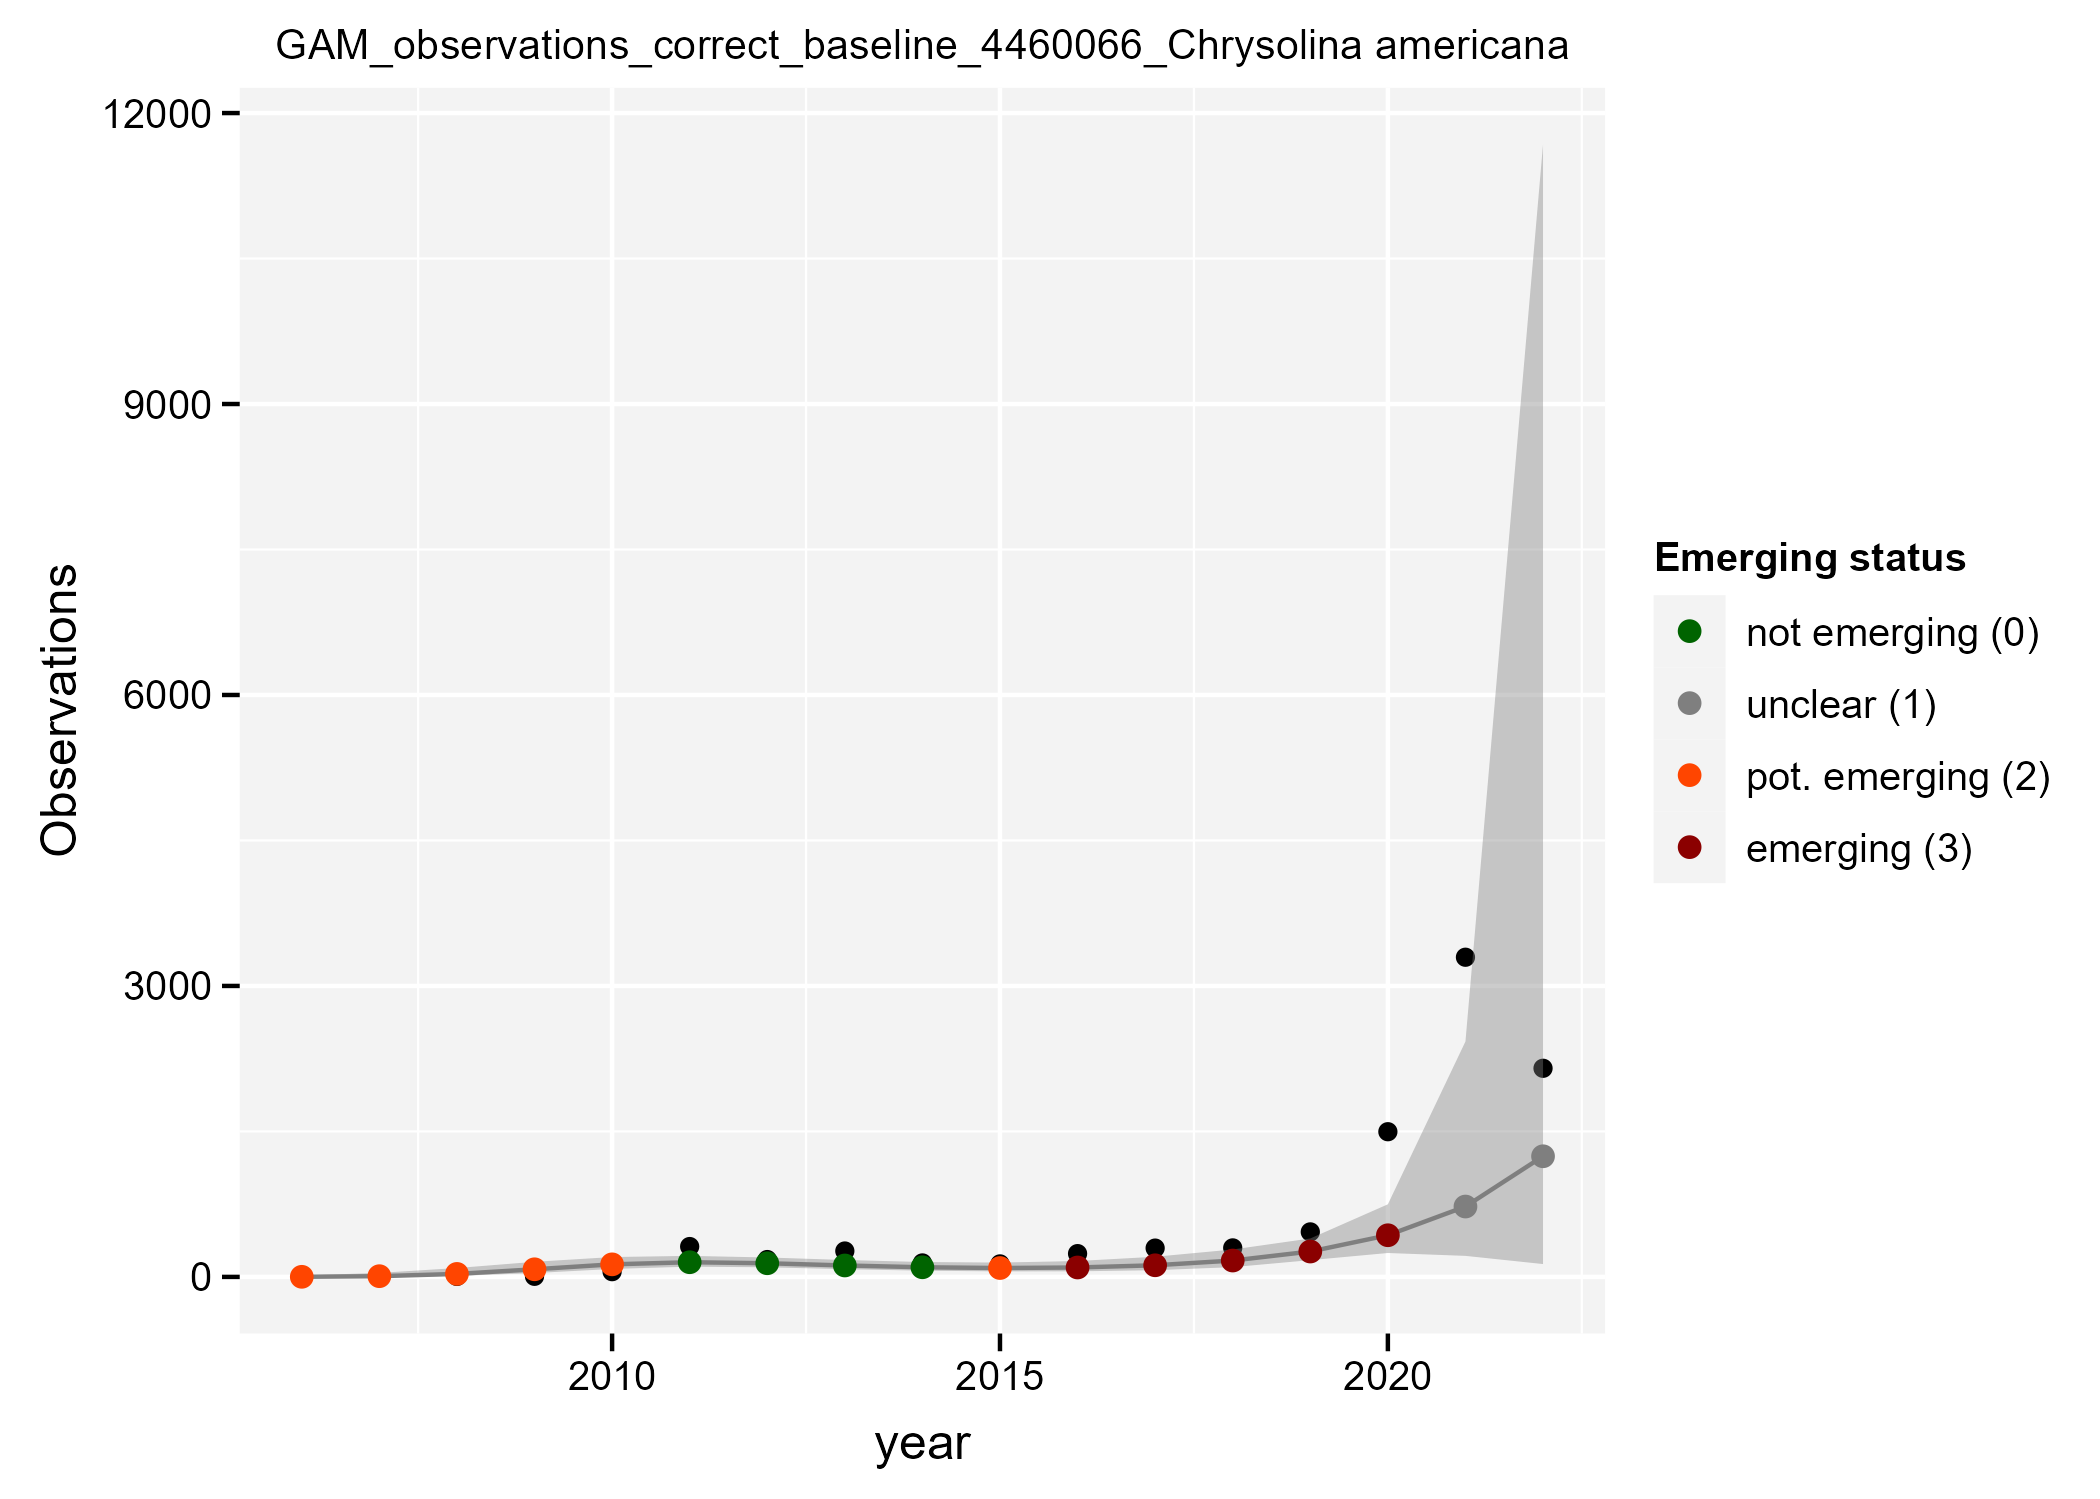 GAM_observations_correct_baseline_4460066_Chrysolina americana
12000
9000
6000
3000
0
Observations
2010
2015
2020
year
Emerging status
not emerging (0)
unclear (1)
pot. emerging (2)
emerging (3)